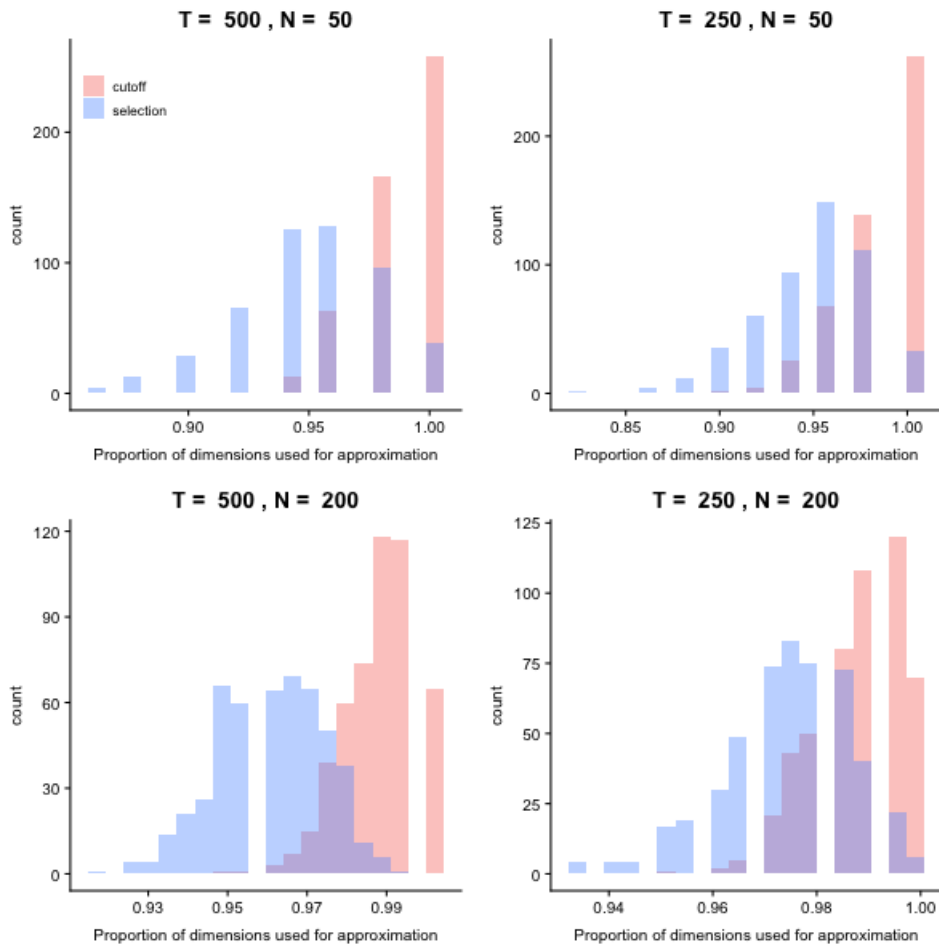 T = 500 , N = 50
cutoff
selection
200
100
0
count
0.90 0.95 1.00
Proportion of dimensions used for approximation
T = 250 , N = 50
200
100
0
count
0.85 0.90 0.95 1.00
Proportion of dimensions used for approximation
T = 500 , N = 200
120
90
60
30
0
count
0.93 0.95 0.97 0.99
Proportion of dimensions used for approximation
T = 250 , N = 200
125
100
75
50
25
0
count
0.94 0.96 0.98 1.00
Proportion of dimensions used for approximation